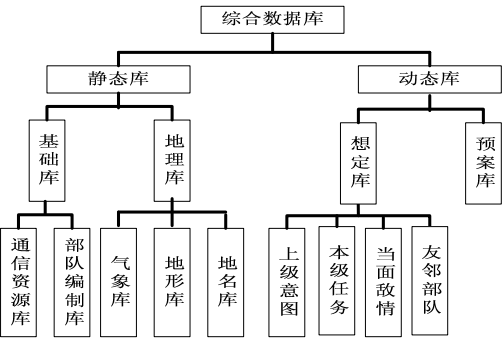 综合数据库
静态库
动态库
基础库
地理库
想定库
预案库
通信资源库
部队编制库
气象库
地形库
地名库
上级意图
本级任务
当面敌情
友邻部队